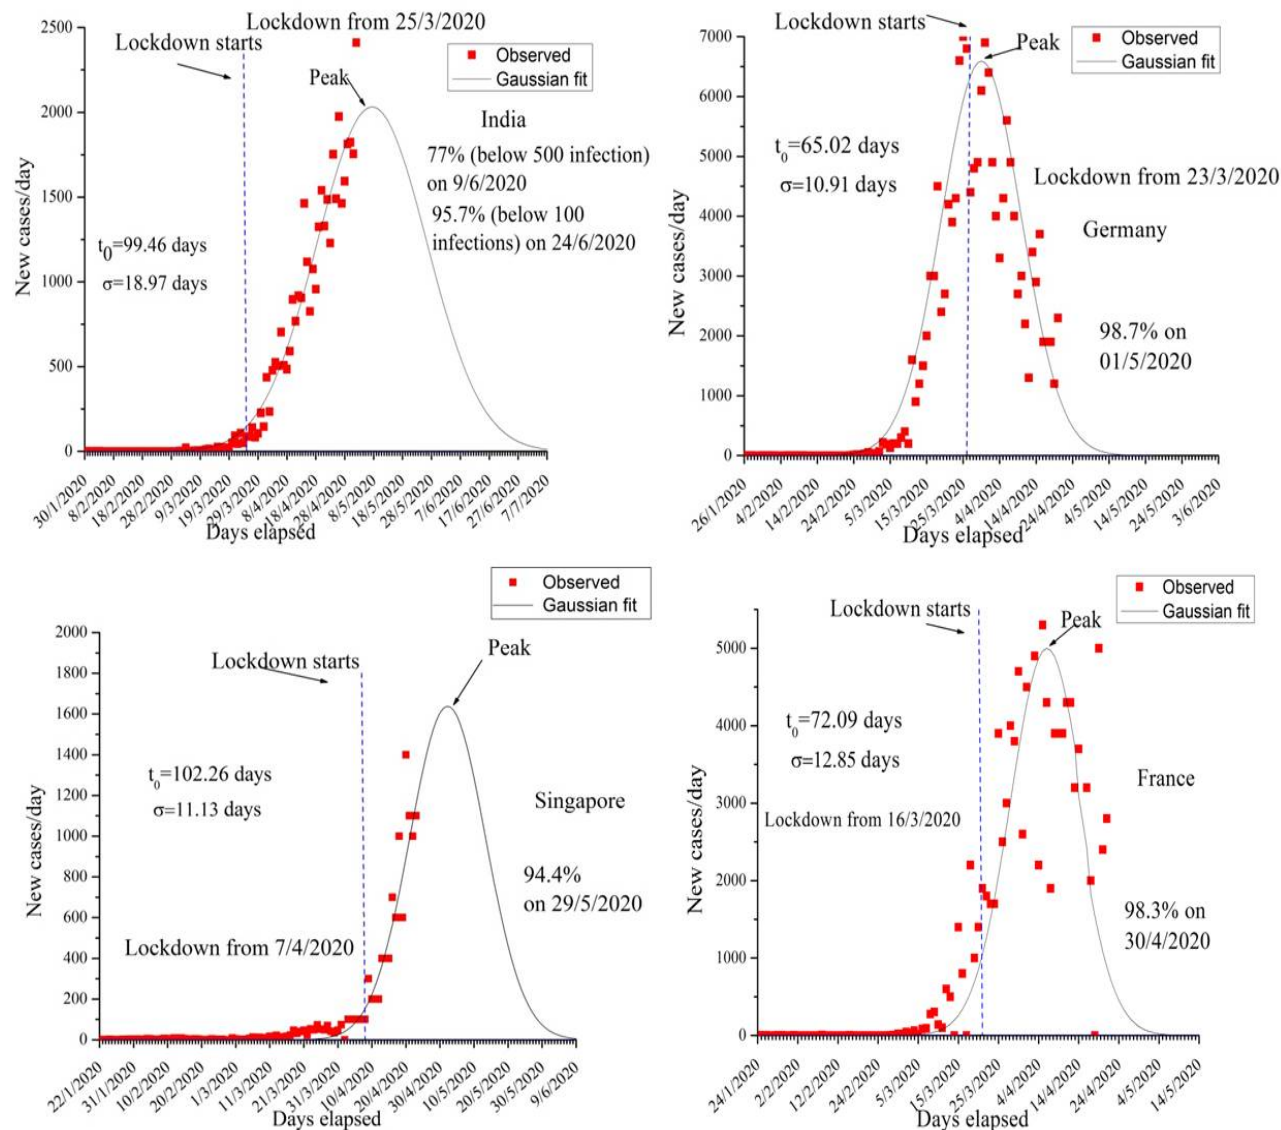 Lockdown from 25/3/2020
Lockdown starts
Observed
Gaussian fit
Peak
India
77% (below 500 infection)
on 9/6/2020
95.7% (below 100
infections) on 24/6/2020
t0=99.46 days
σ=18.97 days
New cases/day
2500
2000
1500
1000
500
0
30/1/2020
8/2/2020
18/2/2020
28/2/2020
9/3/2020
19/3/2020
29/3/2020
8/4/2020
18/4/2020
28/4/2020
8/5/2020
18/5/2020
28/5/2020
7/6/2020
17/6/2020
27/6/2020
7/7/2020
Days elapsed
Lockdown starts
Peak
Observed
Gaussian fit
t0=65.02 days
σ=10.91 days
Lockdown from 23/3/2020
Germany
98.7% on
01/5/2020
New cases/day
7000
6000
5000
4000
3000
2000
1000
0
26/1/2020
4/2/2020
14/2/2020
24/2/2020
5/3/2020
15/3/2020
25/3/2020
4/4/2020
14/4/2020
24/4/2020
4/5/2020
14/5/2020
24/5/2020
3/6/2020
Days elapsed
Observed
Gaussian fit
Lockdown starts
Peak
t0=102.26 days
σ=11.13 days
Singapore
94.4%
on 29/5/2020
Lockdown from 7/4/2020
New cases/day
2000
1800
1600
1400
1200
1000
800
600
400
200
0
22/1/2020
31/1/2020
10/2/2020
20/2/2020
1/3/2020
11/3/2020
21/3/2020
31/3/2020
10/4/2020
20/4/2020
30/4/2020
10/5/2020
20/5/2020
30/5/2020
9/6/2020
Days elapsed
Observed
Gaussian fit
Lockdown starts
Peak
t0=72.09 days
σ=12.85 days
Lockdown from 16/3/2020
France
98.3% on
30/4/2020
New cases/day
5000
4000
3000
2000
1000
0
24/1/2020
2/2/2020
12/2/2020
24/2/2020
5/3/2020
15/3/2020
25/3/2020
4/4/2020
14/4/2020
24/4/2020
4/5/2020
14/5/2020
Days elapsed